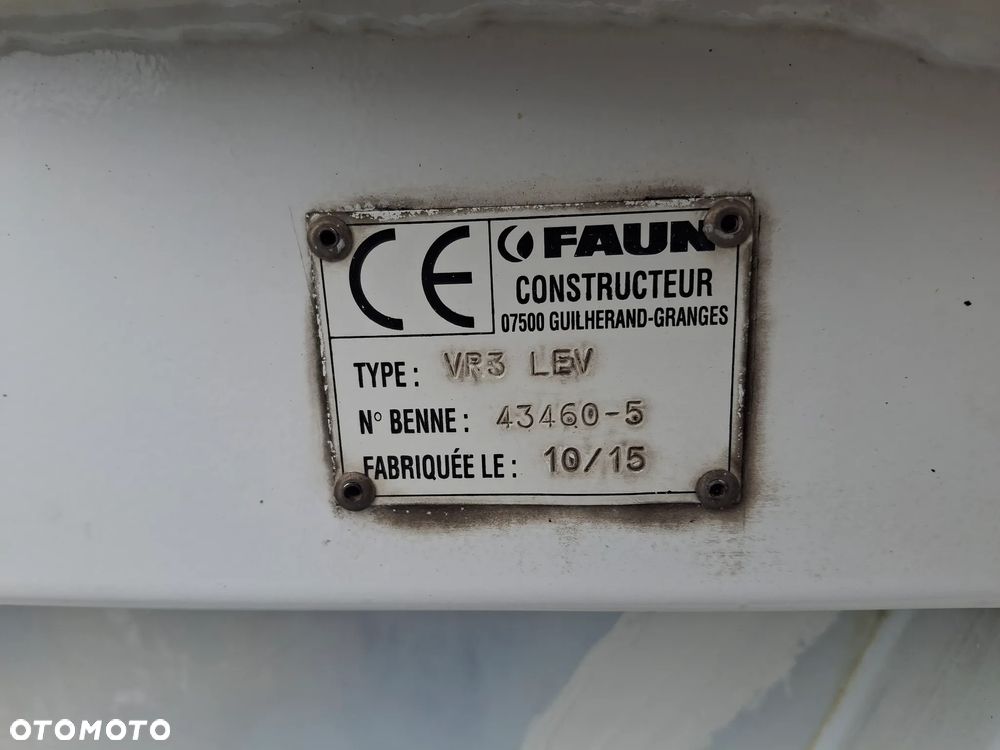 CE
FAUN
CONSTRUCTEUR
07500 GUILHERAND-GRANGES
TYPE : VR3 LEV
N° BENNE : 43460-5
FABRIQUÉE LE : 10/15
OTOMOTO